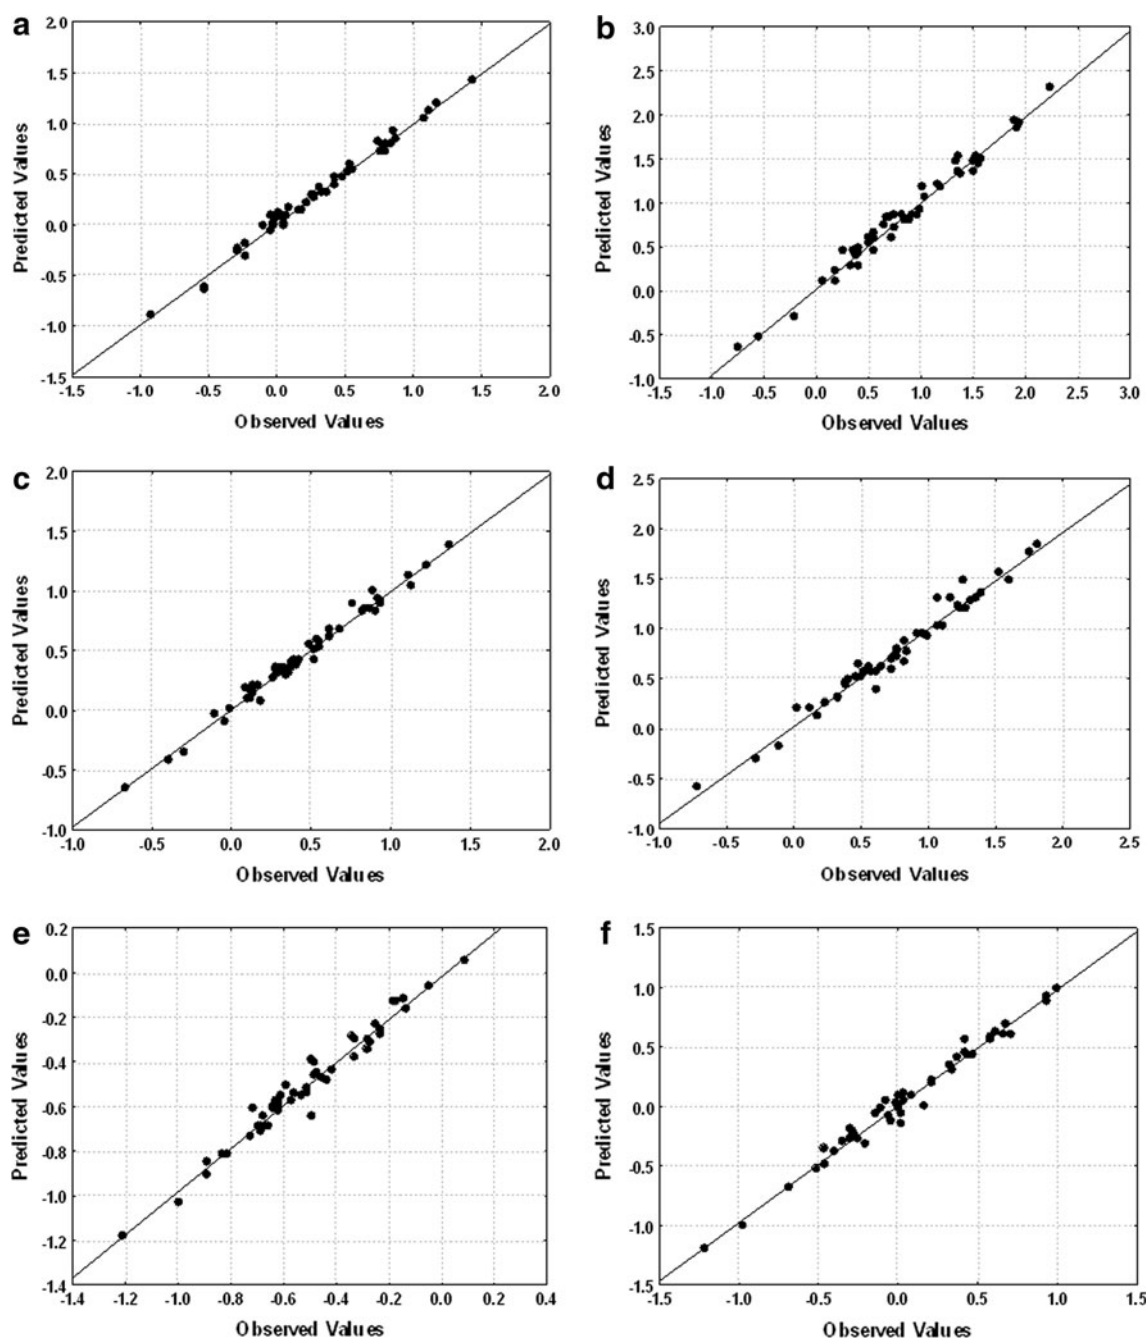 a
b
2.0
1.5
1.0
0.5
0.0
-0.5
-1.0
-1.5
Predicted Values
-1.5 -1.0 -0.5 0.0 0.5 1.0 1.5 2.0
Observed Values
3.0
2.5
2.0
1.5
1.0
0.5
0.0
-0.5
-1.0
Predicted Values
-1.5 -1.0 -0.5 0.0 0.5 1.0 1.5 2.0 2.5 3.0
Observed Values
c
d
2.0
1.5
1.0
0.5
0.0
-0.5
-1.0
Predicted Values
-1.0 -0.5 0.0 0.5 1.0 1.5 2.0
Observed Values
2.5
2.0
1.5
1.0
0.5
0.0
-0.5
-1.0
Predicted Values
-1.0 -0.5 0.0 0.5 1.0 1.5 2.0 2.5
Observed Values
e
f
0.2
0.0
-0.2
-0.4
-0.6
-0.8
-1.0
-1.2
-1.4
Predicted Values
-1.4 -1.2 -1.0 -0.8 -0.6 -0.4 -0.2 0.0 0.2 0.4
Observed Values
1.5
1.0
0.5
0.0
-0.5
-1.0
-1.5
Predicted Values
-1.5 -1.0 -0.5 0.0 0.5 1.0 1.5
Observed Values